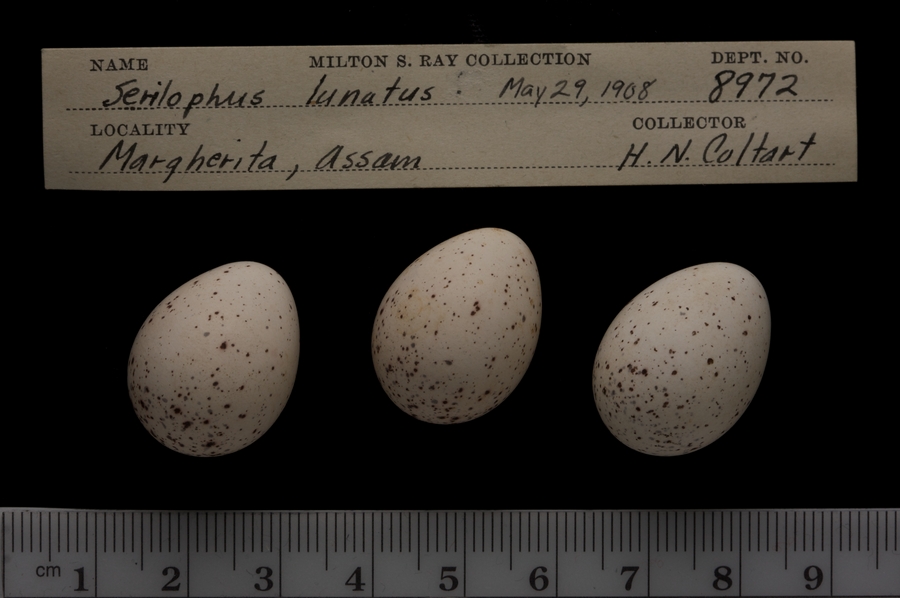 NAME MILTON S. RAY COLLECTION DEPT. NO.
Serilophus lunatus. May 29, 1908 8972
LOCALITY COLLECTOR
Margherita, Assam H. N. Coltart
cm 1 2 3 4 5 6 7 8 9